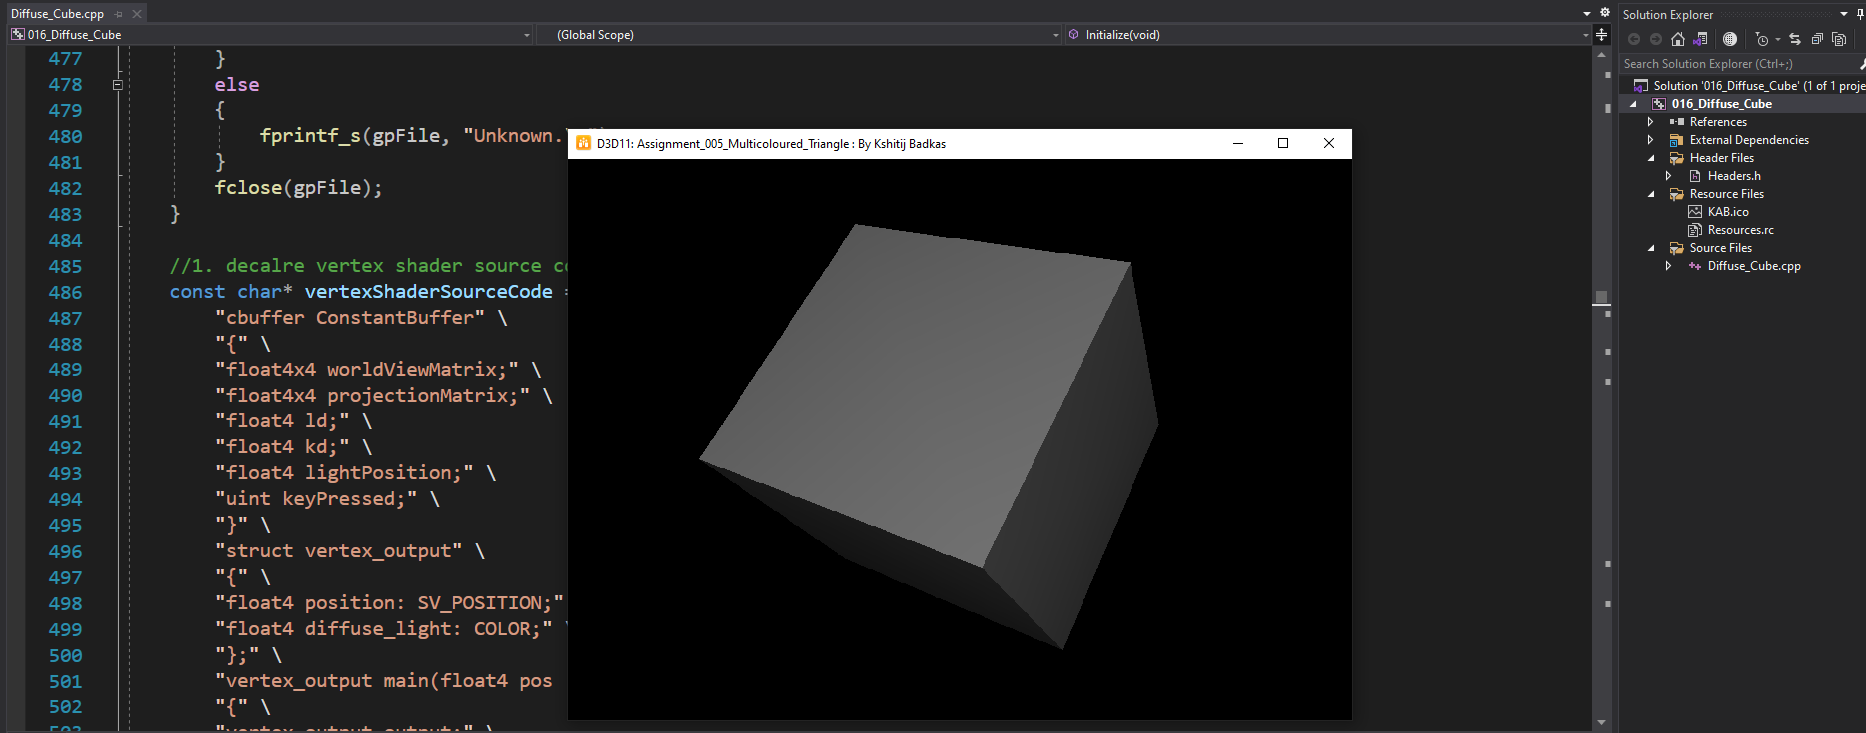 Diffuse_Cube.cpp
016_Diffuse_Cube (Global Scope) Initialize(void)
477 }
478 else
479 {
480 fprintf_s(gpFile, "Unknown.
481 }
482 fclose(gpFile);
483 }
484
485 //1. decalre vertex shader source co
486 const char* vertexShaderSourceCode =
487 "cbuffer ConstantBuffer" \
488 "{" \
489 "float4x4 worldViewMatrix;" \
490 "float4x4 projectionMatrix;" \
491 "float4 ld;" \
492 "float4 kd;" \
493 "float4 lightPosition;" \
494 "uint keyPressed;" \
495 "}" \
496 "struct vertex_output" \
497 "{" \
498 "float4 position: SV_POSITION;"
499 "float4 diffuse_light: COLOR;" \
500 "};" \
501 "vertex_output main(float4 pos
502 "{" \
503 "vertex_output output;" \
D3D11: Assignment_005_Multicoloured_Triangle : By Kshitij Badkas
Solution Explorer
Search Solution Explorer (Ctrl+;)
Solution '016_Diffuse_Cube' (1 of 1 proje
016_Diffuse_Cube
References
External Dependencies
Header Files
Headers.h
Resource Files
KAB.ico
Resources.rc
Source Files
Diffuse_Cube.cpp